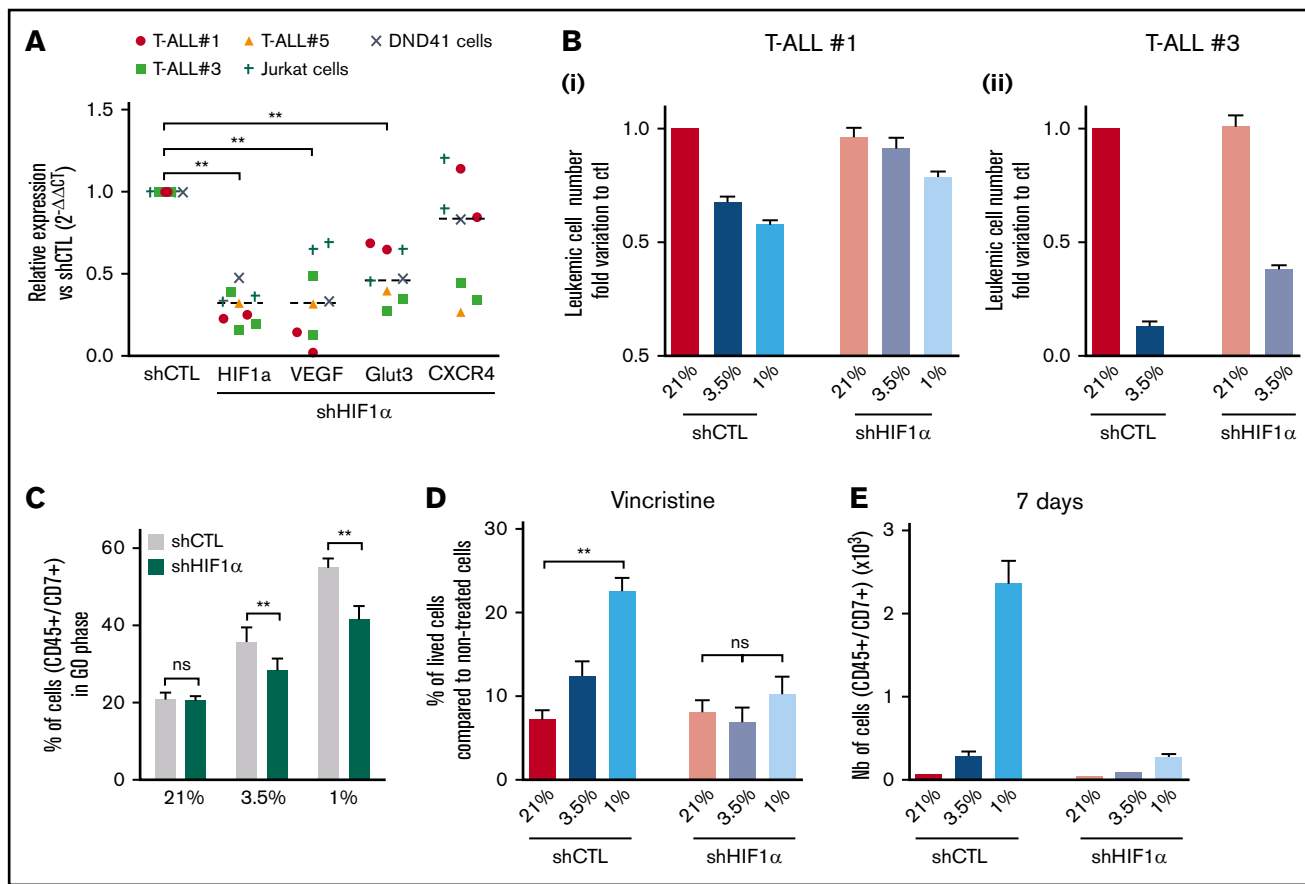 A
T-ALL#1
T-ALL#5
DND41 cells
T-ALL#3
Jurkat cells
Relative expression
vs shCTL (2-ΔΔCT)
1.5
1.0
0.5
0.0
**
**
**
shCTL
HIF1a
VEGF
Glut3
CXCR4
shHIF1α
B
T-ALL #1
(i)
Leukemic cell number
fold variation to ctl
1.0
0.5
0.5
21%
3.5%
1%
21%
3.5%
1%
shCTL
shHIF1α
T-ALL #3
(ii)
Leukemic cell number
fold variation to ctl
1.0
0.5
0.0
21%
3.5%
21%
3.5%
shCTL
shHIF1α
C
shCTL
shHIF1α
% of cells (CD45+/CD7+)
in G0 phase
60
40
20
0
ns
**
**
21%
3.5%
1%
D
Vincristine
% of lived cells
compared to non-treated cells
30
20
10
0
**
ns
21%
3.5%
1%
21%
3.5%
1%
shCTL
shHIF1α
E
7 days
Nb of cells (CD45+/CD7+) (x10³)
3
2
1
0
21%
3.5%
1%
21%
3.5%
1%
shCTL
shHIF1α